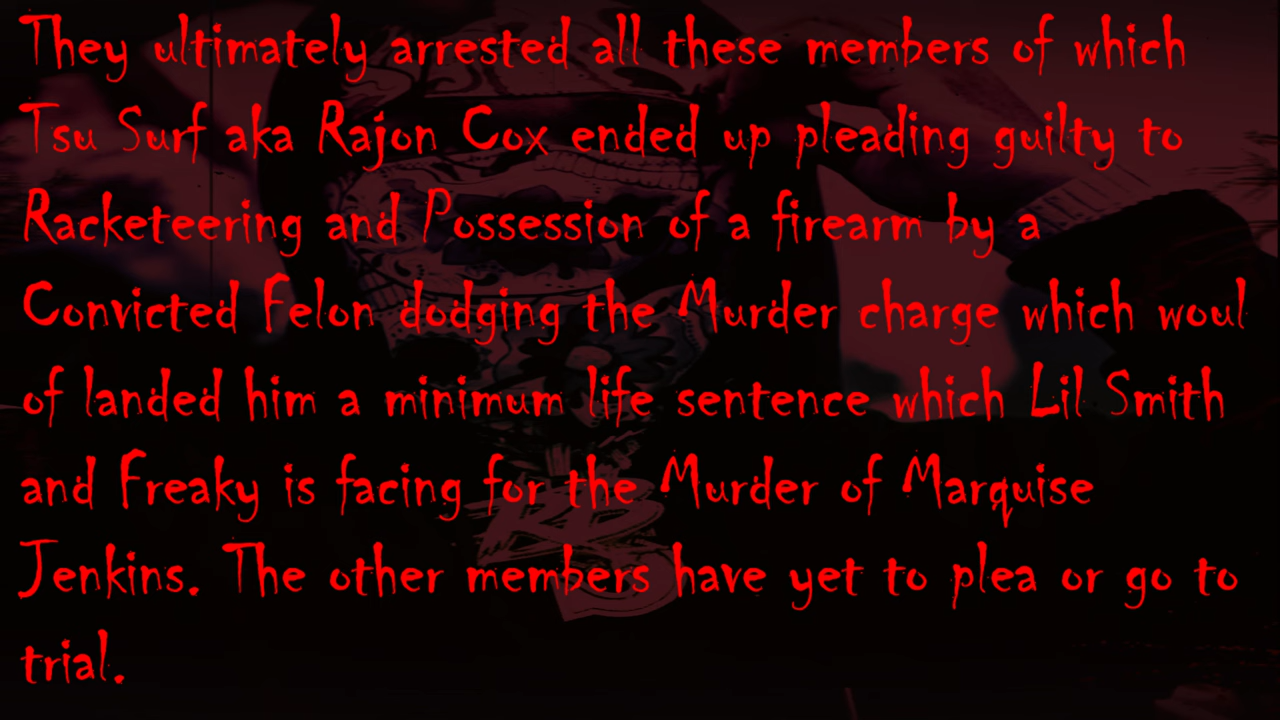 They ultimately arrested all these members of which
Tsu Surf aka Rajon Cox ended up pleading guilty to
Racketeering and Possession of a firearm by a
Convicted Felon dodging the Murder charge which woul
of landed him a minimum life sentence which Lil Smith
and Freaky is facing for the Murder of Marquise
Jenkins. The other members have yet to plea or go to
trial.